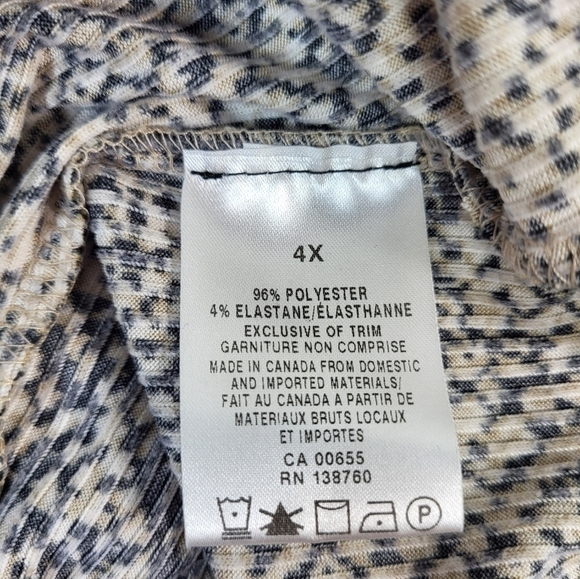 4X
96% POLYESTER
4% ELASTANE/ÉLASTHANNE
EXCLUSIVE OF TRIM
GARNITURE NON COMPRISE
MADE IN CANADA FROM DOMESTIC
AND IMPORTED MATERIALS/
FAIT AU CANADA A PARTIR DE
MATERIAUX BRUTS LOCAUX
ET IMPORTES
CA 00655
RN 138760
P